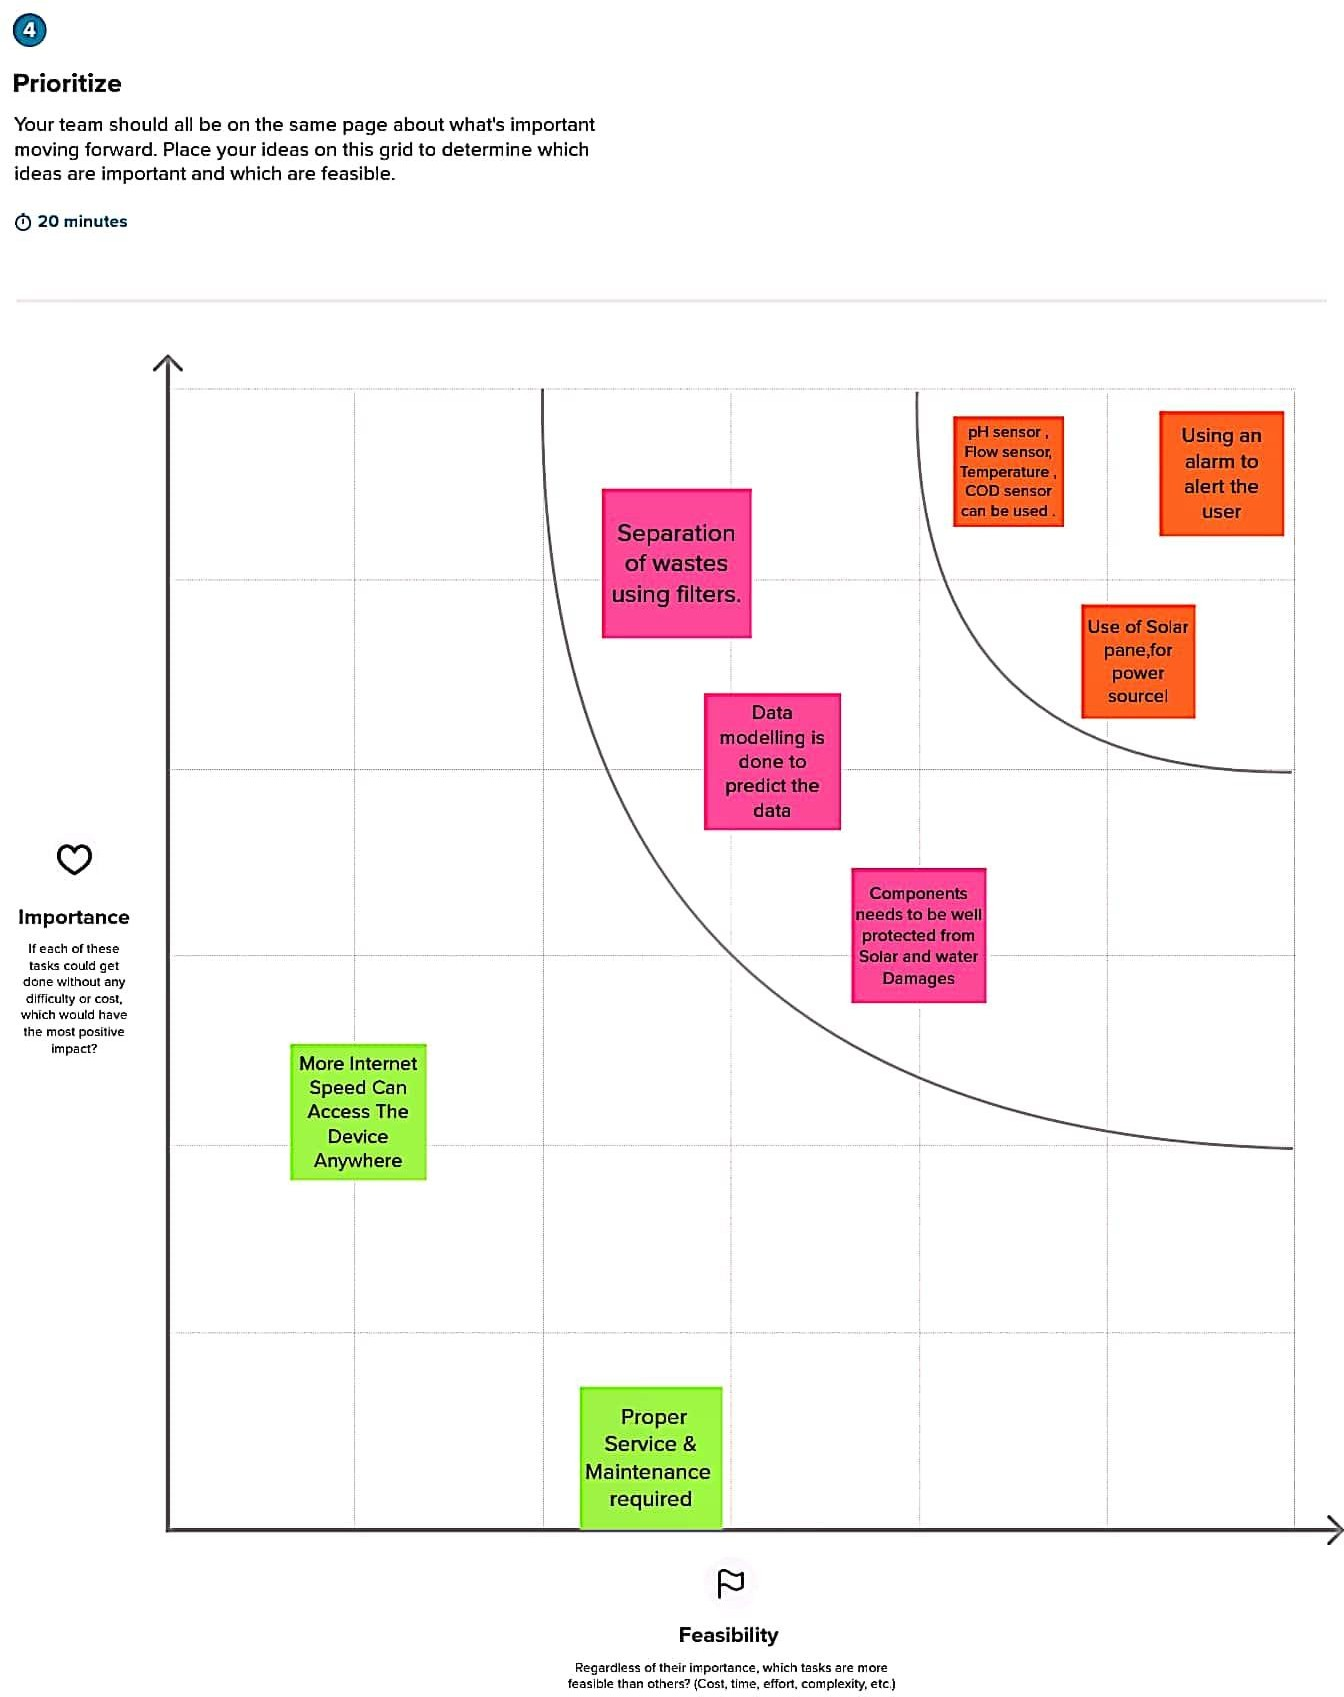 4
Prioritize
Your team should all be on the same page about what's important
moving forward. Place your ideas on this grid to determine which
ideas are important and which are feasible.
20 minutes
pH sensor ,
Flow sensor,
Temperature ,
COD sensor
can be used .
Using an
alarm to
alert the
user
Separation
of wastes
using filters.
Use of Solar
pane,for
power
source!
Data
modelling is
done to
predict the
data
Components
needs to be well
protected from
Solar and water
Damages
Importance
If each of these
tasks could get
done without any
difficulty or cost,
which would have
the most positive
impact?
More Internet
Speed Can
Access The
Device
Anywhere
Proper
Service &
Maintenance
required
Feasibility
Regardless of their importance, which tasks are more
feasible than others? (Cost, time, effort, complexity, etc.)